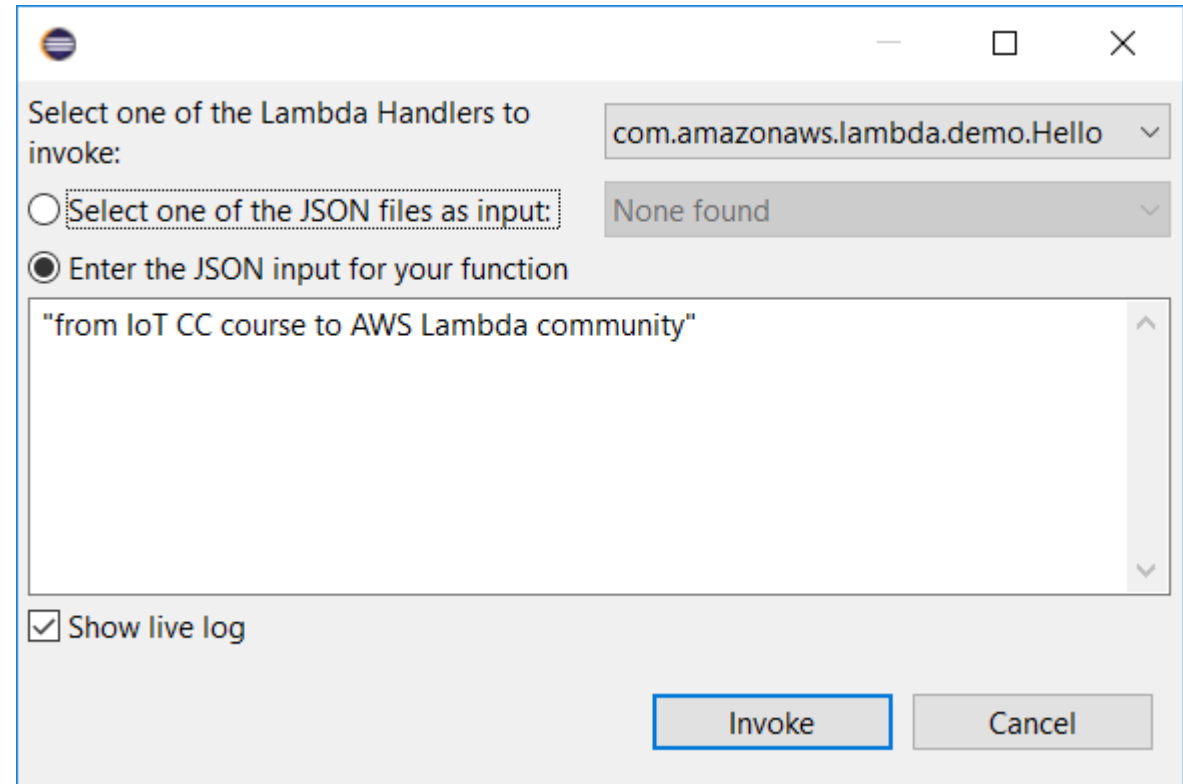 Select one of the Lambda Handlers to
invoke:
com.amazonaws.lambda.demo.Hello
Select one of the JSON files as input:
None found
Enter the JSON input for your function
"from IoT CC course to AWS Lambda community"
Show live log
Invoke
Cancel